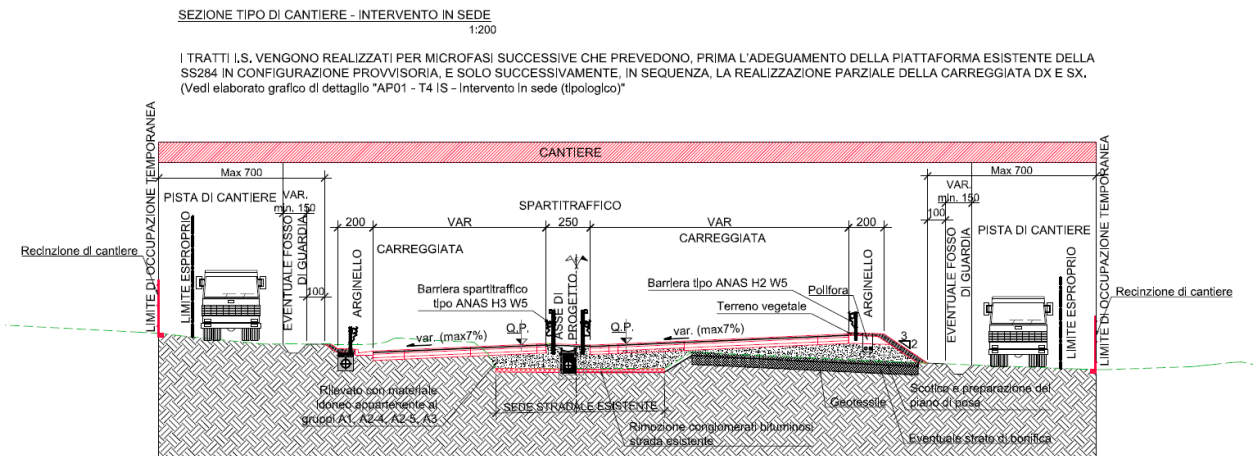 SEZIONE TIPO DI CANTIERE - INTERVENTO IN SEDE
1:200
I TRATTI I.S. VENGONO REALIZZATI PER MICROFASI SUCCESSIVE CHE PREVEDONO, PRIMA L'ADEGUAMENTO DELLA PIATTAFORMA ESISTENTE DELLA
SS284 IN CONFIGURAZIONE PROVVISORIA, E SOLO SUCCESSIVAMENTE, IN SEQUENZA, LA REALIZZAZIONE PARZIALE DELLA CARREGGIATA DX E SX.
(Vedi elaborato grafico di dettaglio "AP01 - T4 IS - Intervento in sede (tipologico)"
CANTIERE
LIMITE DI OCCUPAZIONE TEMPORANEA
Max 700
PISTA DI CANTIERE
VAR.
min. 150
LIMITE ESPROPRIO
EVENTUALE FOSSO
DI GUARDIA
100
Recinzione di cantiere
200
VAR
SPARTITRAFFICO
250
VAR
200
CARREGGIATA
CARREGGIATA
ARGINELLO
Barriera spartitraffico
tipo ANAS H3 W5
ASSE DI
PROGETTO
Barriera tipo ANAS H2 W5
Polifora
Terreno vegetale
ARGINELLO
var. (max7%)
Q.P.
Q.P.
var. (max7%)
3
2
Max 700
VAR.
min. 150
100
PISTA DI CANTIERE
EVENTUALE FOSSO
DI GUARDIA
LIMITE ESPROPRIO
LIMITE DI OCCUPAZIONE TEMPORANEA
Recinzione di cantiere
Rilevato con materiale
idoneo appartenente ai
gruppi A1, A2-4, A2-5, A3
SEDE STRADALE ESISTENTE
Rimozione conglomerati bituminosi
strada esistente
Geotessile
Scotico e preparazione del
piano di posa
Eventuale strato di bonifica